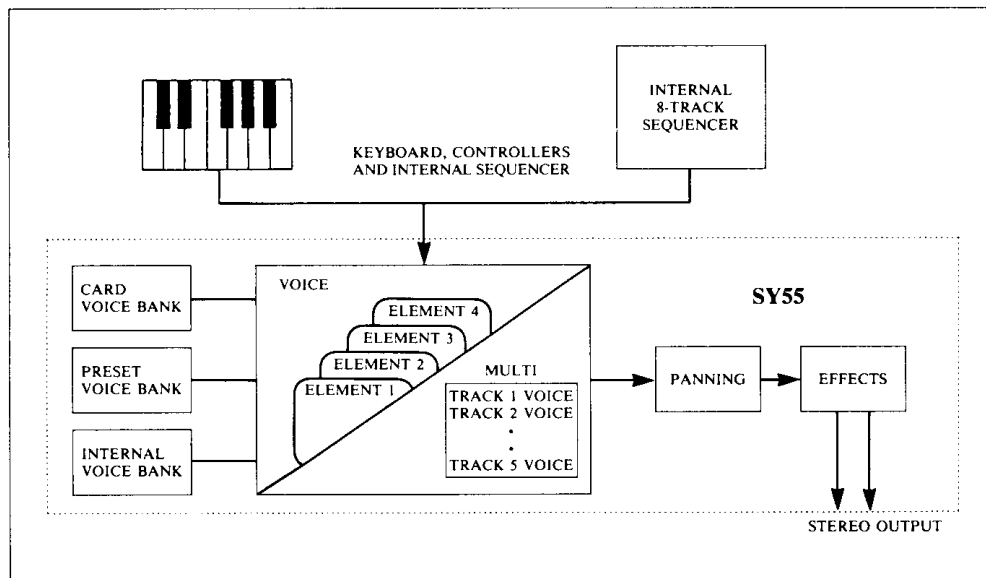 INTERNAL
8-TRACK
SEQUENCER
KEYBOARD, CONTROLLERS
AND INTERNAL SEQUENCER
CARD
VOICE BANK
PRESET
VOICE BANK
INTERNAL
VOICE BANK
VOICE
ELEMENT 4
ELEMENT 3
ELEMENT 2
ELEMENT 1
MULTI
TRACK 1 VOICE
TRACK 2 VOICE
.
.
TRACK 5 VOICE
SY55
PANNING
EFFECTS
STEREO OUTPUT